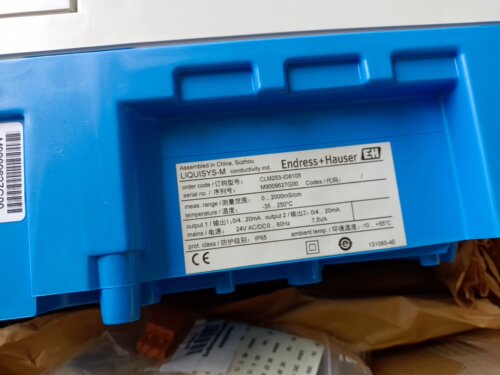 Assembled in China, Suzhou
LIQUISYS-M conductivity ind. Endress+Hauser EH
order code / 订购型号: CLM253-ID8105
serial no. / 序列号: M9009627G00 Codes / 代码: /
meas. range / 测量范围: 0...2000mS/cm
temperature / 温度: -35...250°C
output 1 / 输出1: 0/4...20mA output 2 / 输出2: 0/4...20mA
mains / 电源: 24V AC/DC 0...60Hz 7.5VA
prot. class / 防护级别: IP65 ambient temp. / 环境温度: -10...+55°C
131085-4E